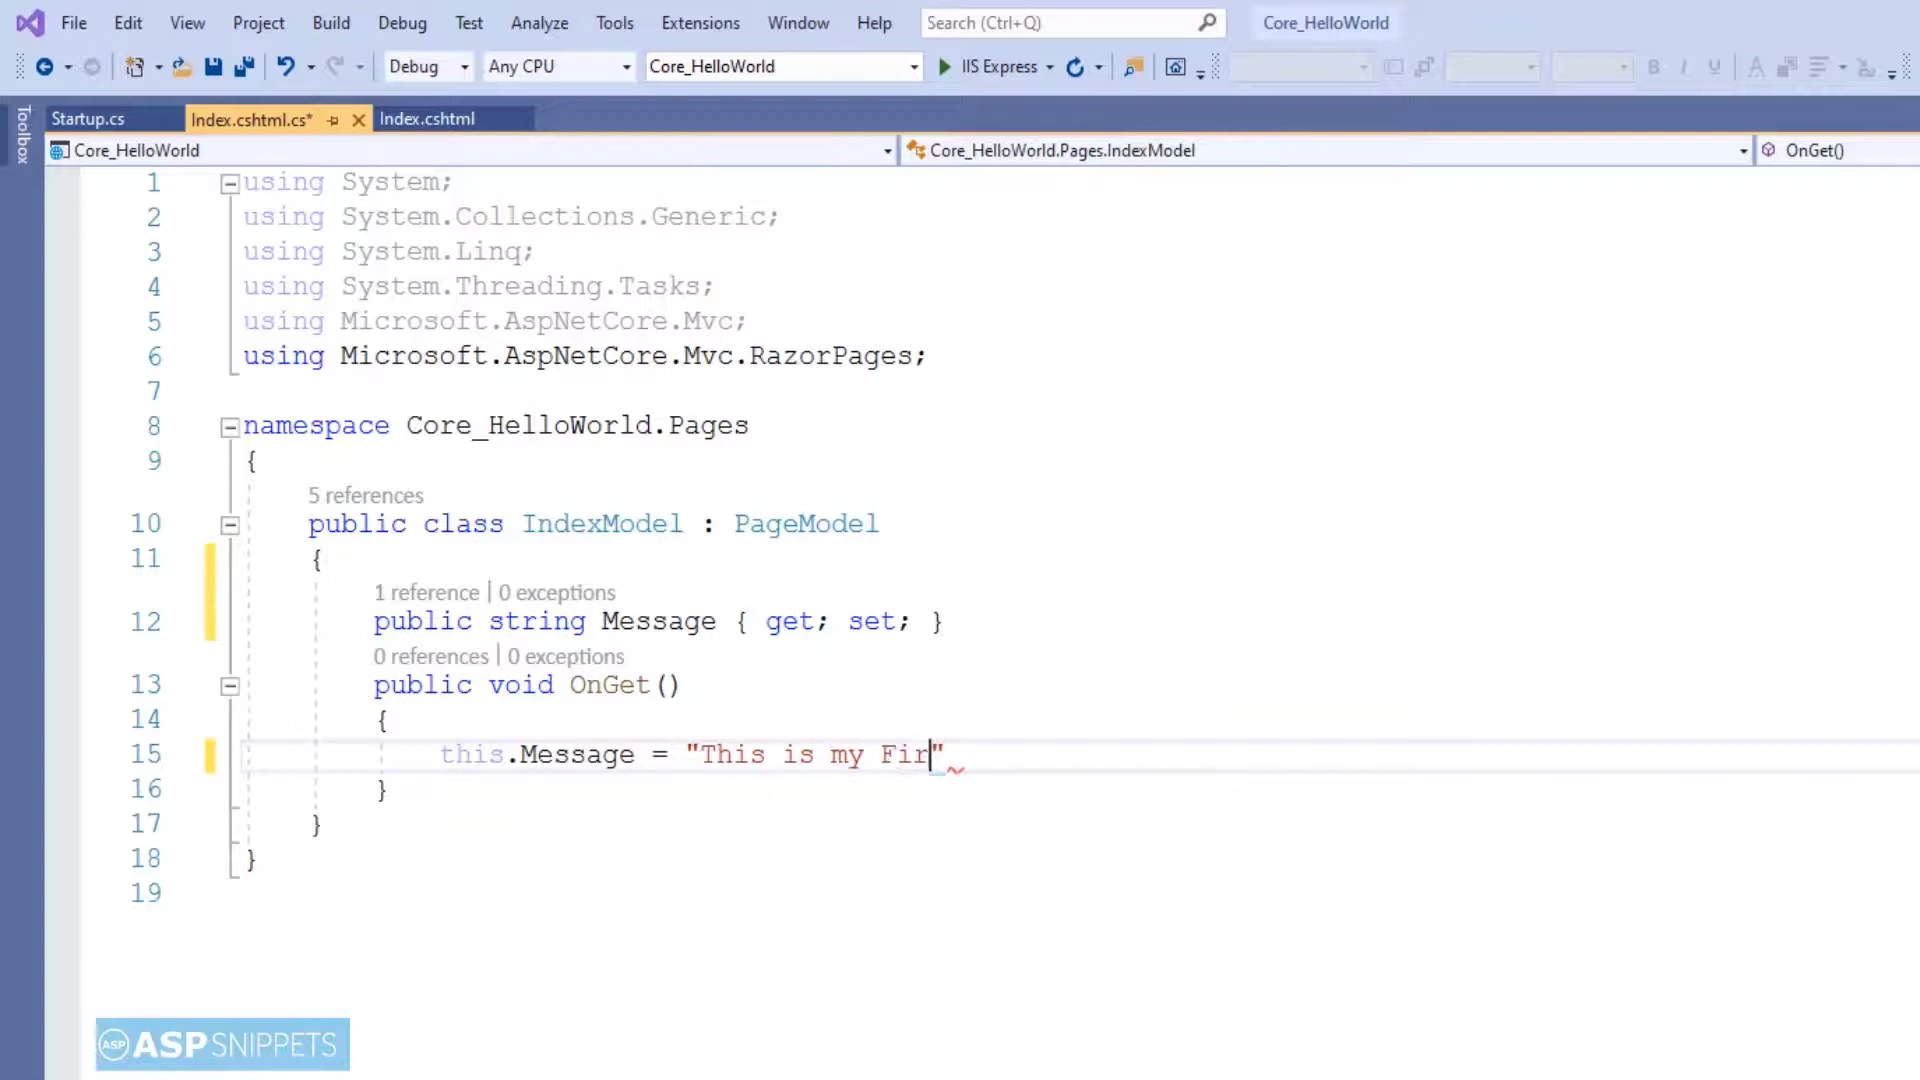 File Edit View Project Build Debug Test Analyze Tools Extensions Window Help Search (Ctrl+Q) Core_HelloWorld
Debug Any CPU Core_HelloWorld IIS Express
Toolbox
Startup.cs Index.cshtml.cs* Index.cshtml
Core_HelloWorld Core_HelloWorld.Pages.IndexModel OnGet()
1 using System;
2 using System.Collections.Generic;
3 using System.Linq;
4 using System.Threading.Tasks;
5 using Microsoft.AspNetCore.Mvc;
6 using Microsoft.AspNetCore.Mvc.RazorPages;
7
8 namespace Core_HelloWorld.Pages
9 {
5 references
10 public class IndexModel : PageModel
11 {
1 reference | 0 exceptions
12 public string Message { get; set; }
0 references | 0 exceptions
13 public void OnGet()
14 {
15 this.Message = "This is my Fir"
16 }
17 }
18 }
19
ASP ASPSNIPPETS